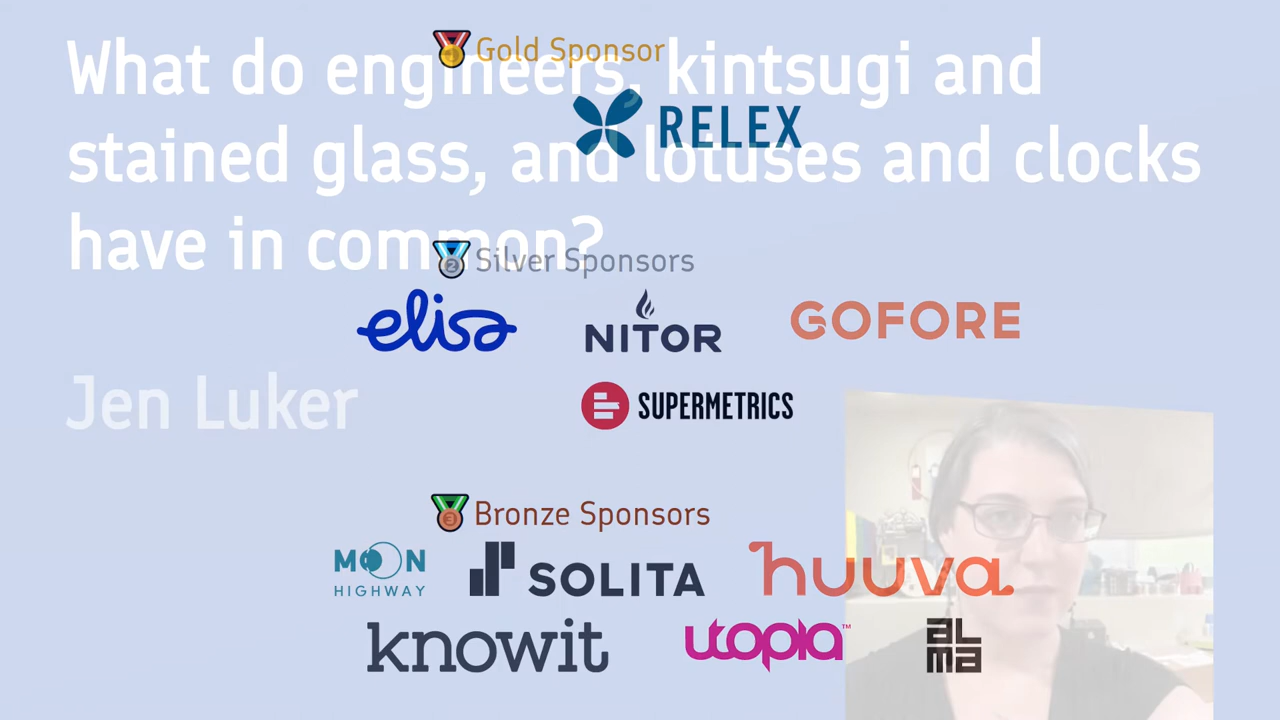 What do engineers, kintsugi and
stained glass, and lotuses and clocks
have in common?
Jen Luker
Gold Sponsor
RELEX
Silver Sponsors
elisa
NITOR
GOFORE
SUPERMETRICS
Bronze Sponsors
MOON
HIGHWAY
SOLITA
huuva
knowit
utopia™
ALMA